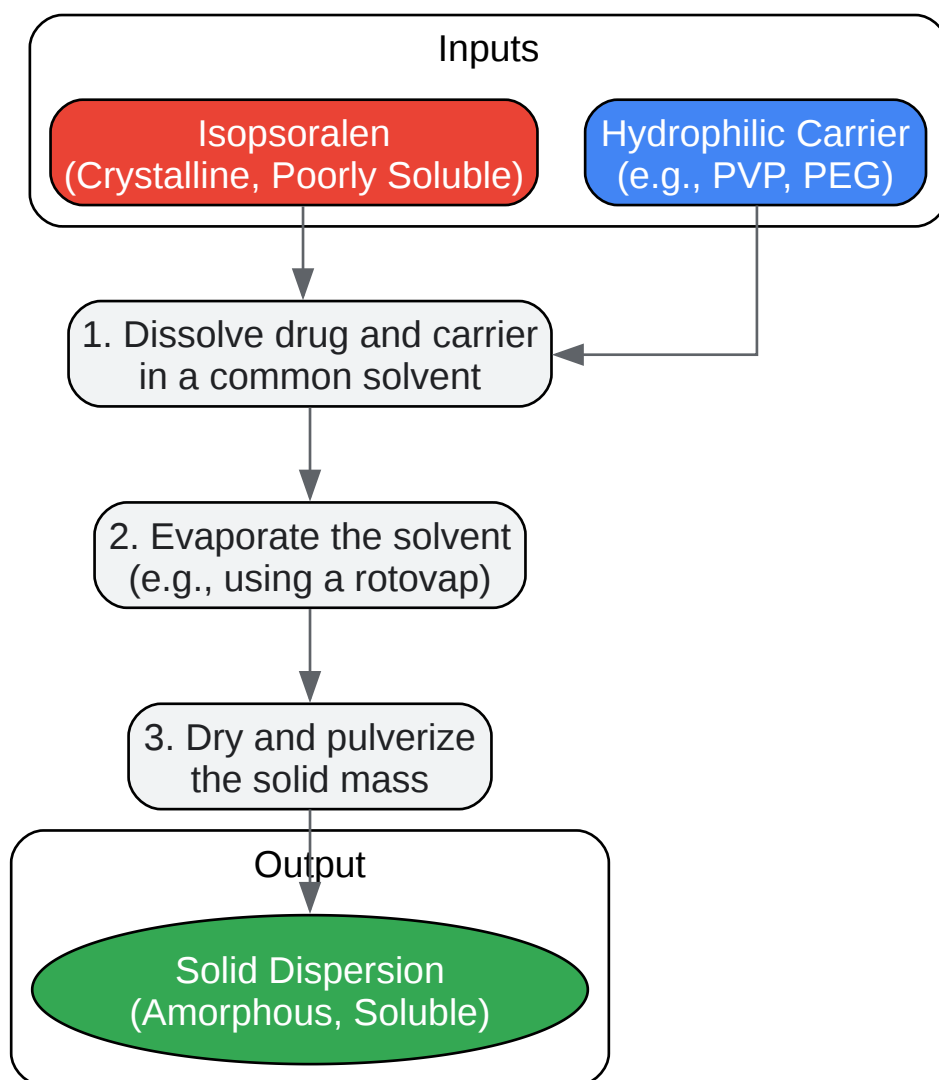 Inputs
Isopsoralen
(Crystalline, Poorly Soluble)
Hydrophilic Carrier
(e.g., PVP, PEG)
1. Dissolve drug and carrier
in a common solvent
2. Evaporate the solvent
(e.g., using a rotovap)
3. Dry and pulverize
the solid mass
Output
Solid Dispersion
(Amorphous, Soluble)